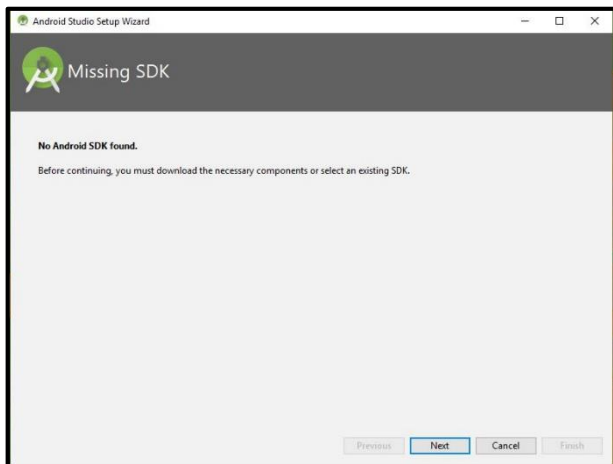 Android Studio Setup Wizard
Missing SDK
No Android SDK found.
Before continuing, you must download the necessary components or select an existing SDK.
Previous Next Cancel Finish